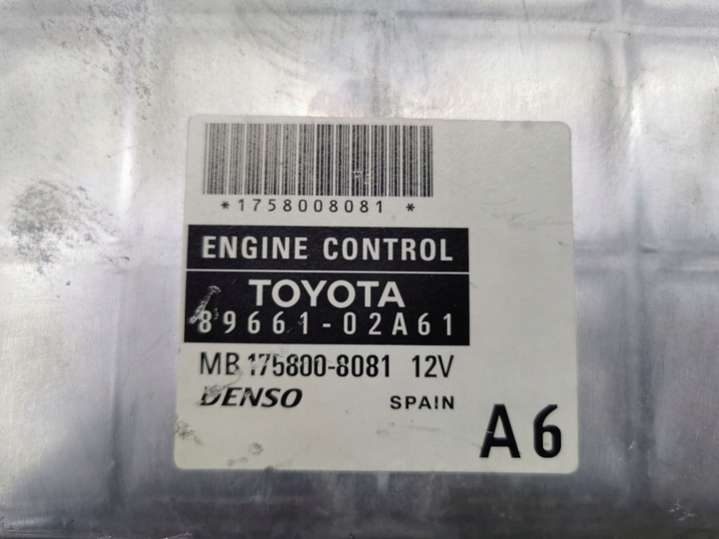 *1758008081 *
ENGINE CONTROL
TOYOTA
89661-02A61
MB 175800-8081 12V
DENSO SPAIN
A6